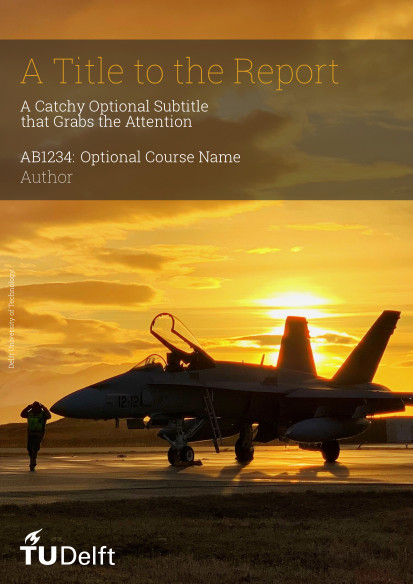 A Title to the Report
A Catchy Optional Subtitle
that Grabs the Attention
AB1234: Optional Course Name
Author
Delft University of Technology
12-12
TUDelft